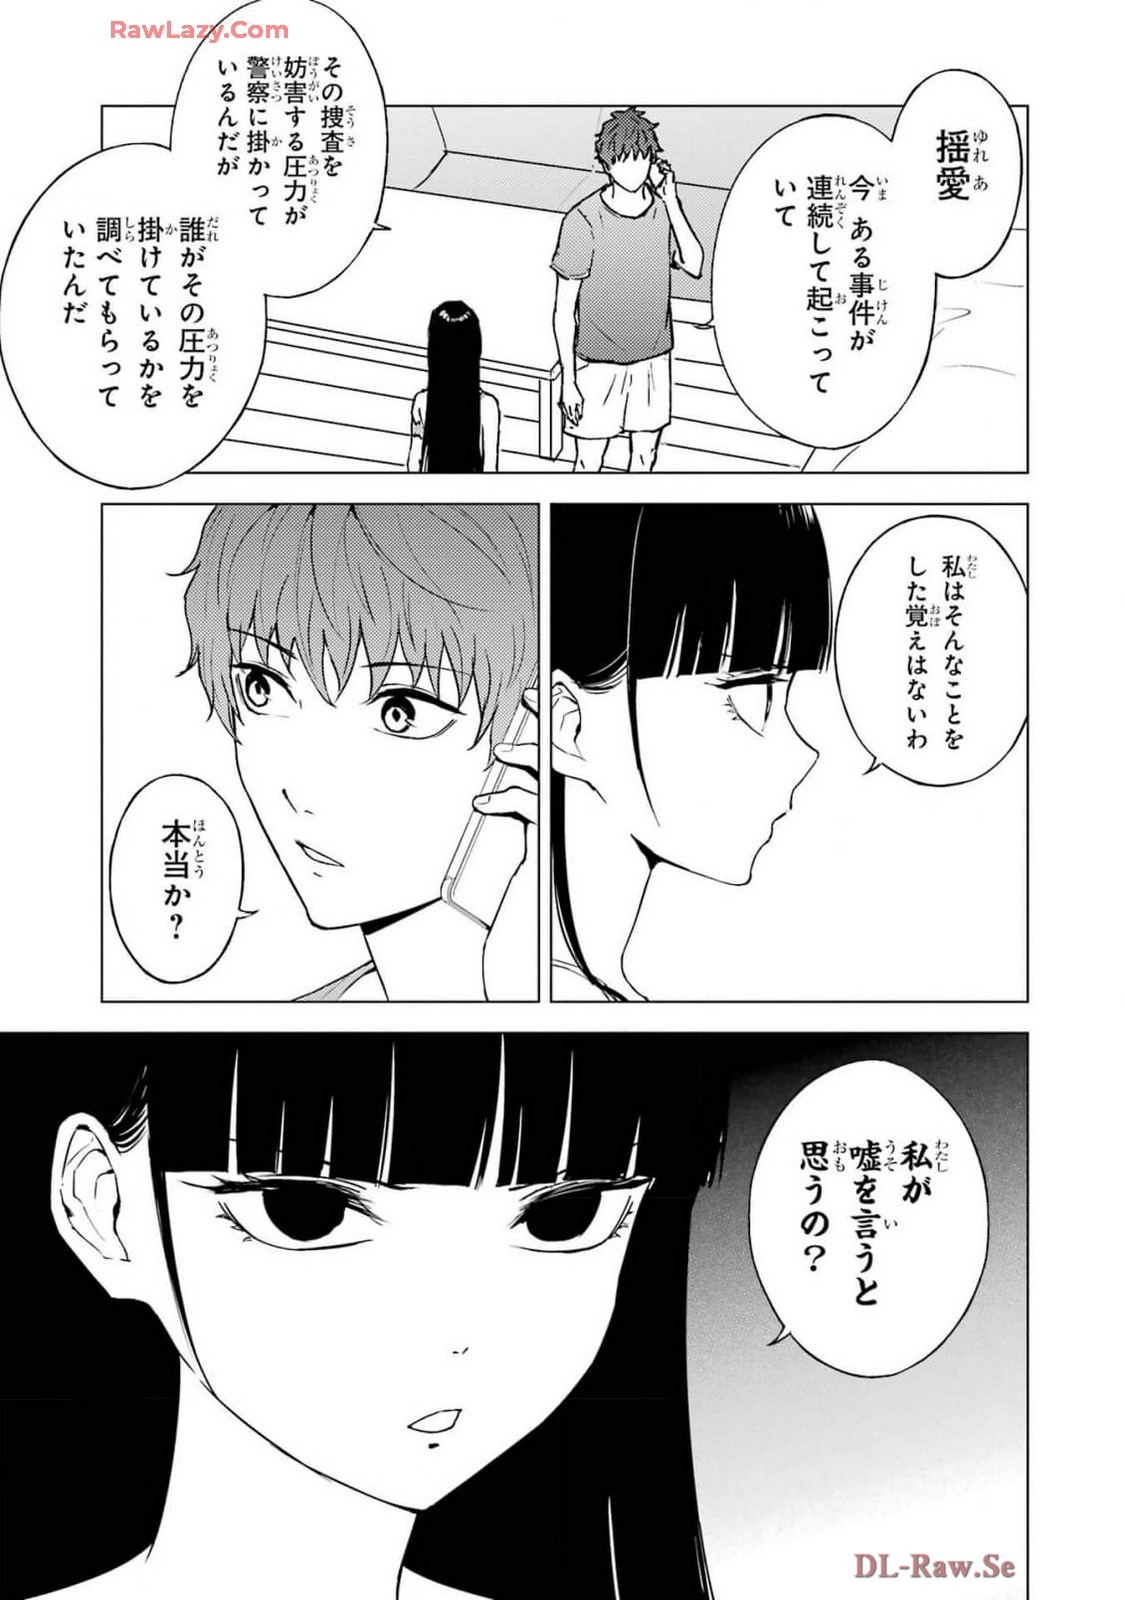 RawLazy.Com
揺愛
今 ある事件が
連続して起こって
いて
その捜査を
妨害する圧力が
警察に掛かって
いるんだが
誰がその圧力を
掛けているかを
調べてもらって
いたんだ
私はそんなことを
した覚えはないわ
本当か？
私が
嘘を言うと
思うの？
DL-Raw.Se